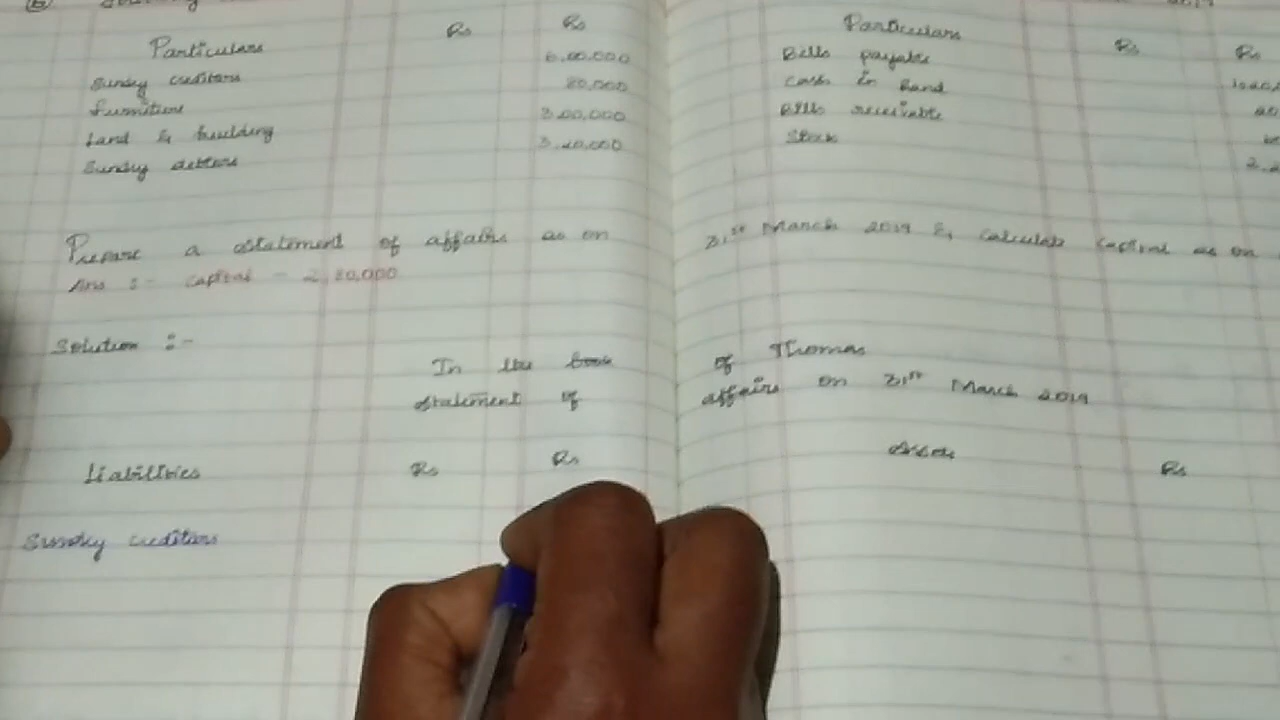 Particulars Rs Rs Particulars Rs Rs
Sundry creditors 6,00,000 Bills payable
Furniture 80,000 Cash in hand
Land & building 3,00,000 Bills receivable
Sundry debtors 3,20,000 Stock
Prepare a statement of affairs as on 31st March 2019 & calculate capital as on
Ans :- capital - 2,80,000
Solution :-
In the book of Thomas
Statement of affairs on 31st March 2019
Liabilities Rs Rs Assets Rs
Sundry creditors